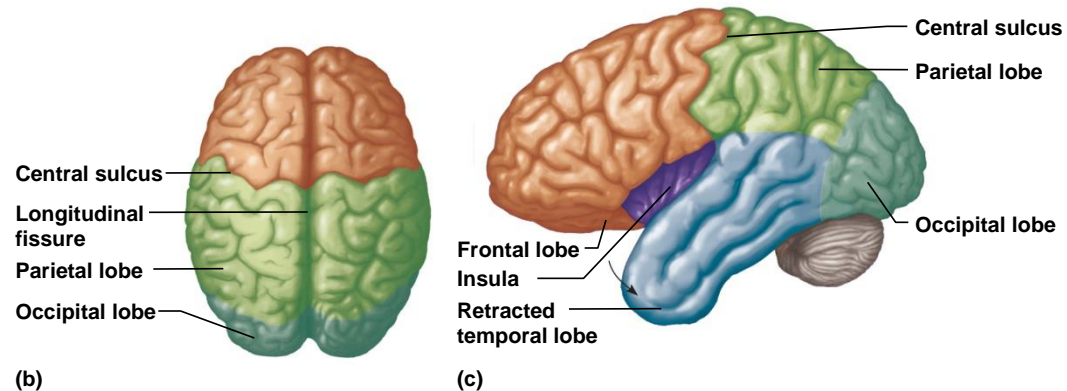 Central sulcus
Longitudinal
fissure
Parietal lobe
Occipital lobe
(b)
Central sulcus
Parietal lobe
Occipital lobe
Frontal lobe
Insula
Retracted
temporal lobe
(c)